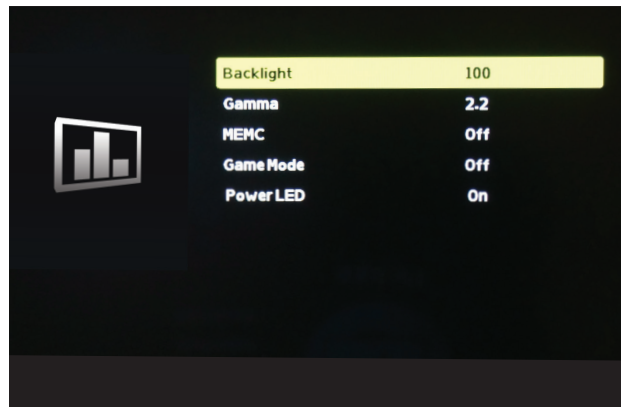 Backlight 100
Gamma 2.2
MEMC Off
Game Mode Off
Power LED On